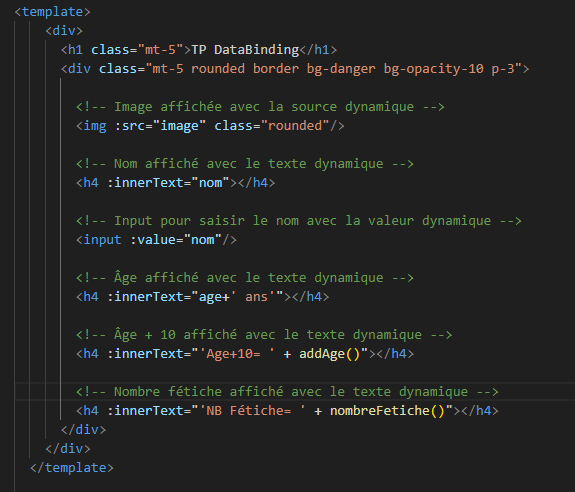 <template>
<div>
<h1 class="mt-5">TP DataBinding</h1>
<div class="mt-5 rounded border bg-danger bg-opacity-10 p-3">
<!-- Image affichée avec la source dynamique -->
<img :src="image" class="rounded"/>
<!-- Nom affiché avec le texte dynamique -->
<h4 :innerText="nom"></h4>
<!-- Input pour saisir le nom avec la valeur dynamique -->
<input :value="nom"/>
<!-- Âge affiché avec le texte dynamique -->
<h4 :innerText="age+' ans'"></h4>
<!-- Âge + 10 affiché avec le texte dynamique -->
<h4 :innerText="'Age+10= ' + addAge()"></h4>
<!-- Nombre fétiche affiché avec le texte dynamique -->
<h4 :innerText="'NB Fétiche= ' + nombreFetiche()"></h4>
</div>
</div>
</template>